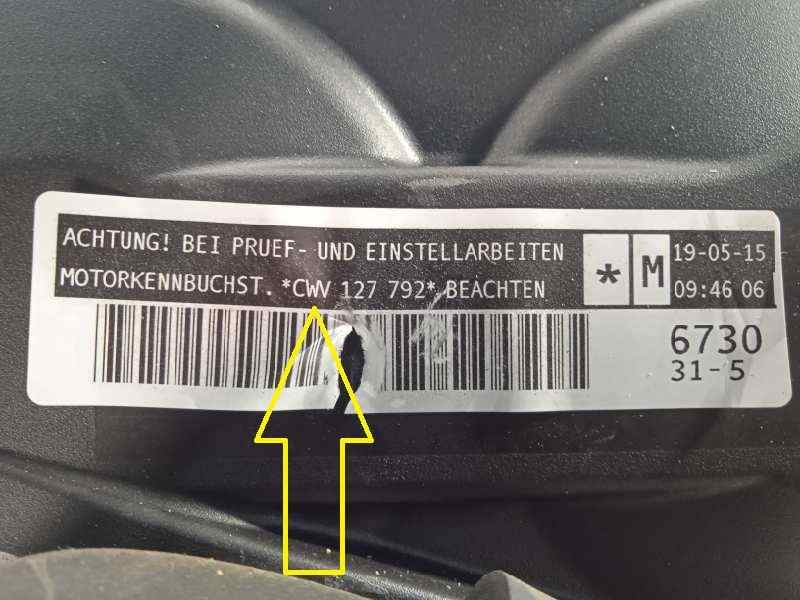 ACHTUNG! BEI PRUEF- UND EINSTELLARBEITEN
MOTORKENNBUCHST. *CWV 127 792* BEACHTEN
* M
19-05-15
09:46 06
6730
31-5